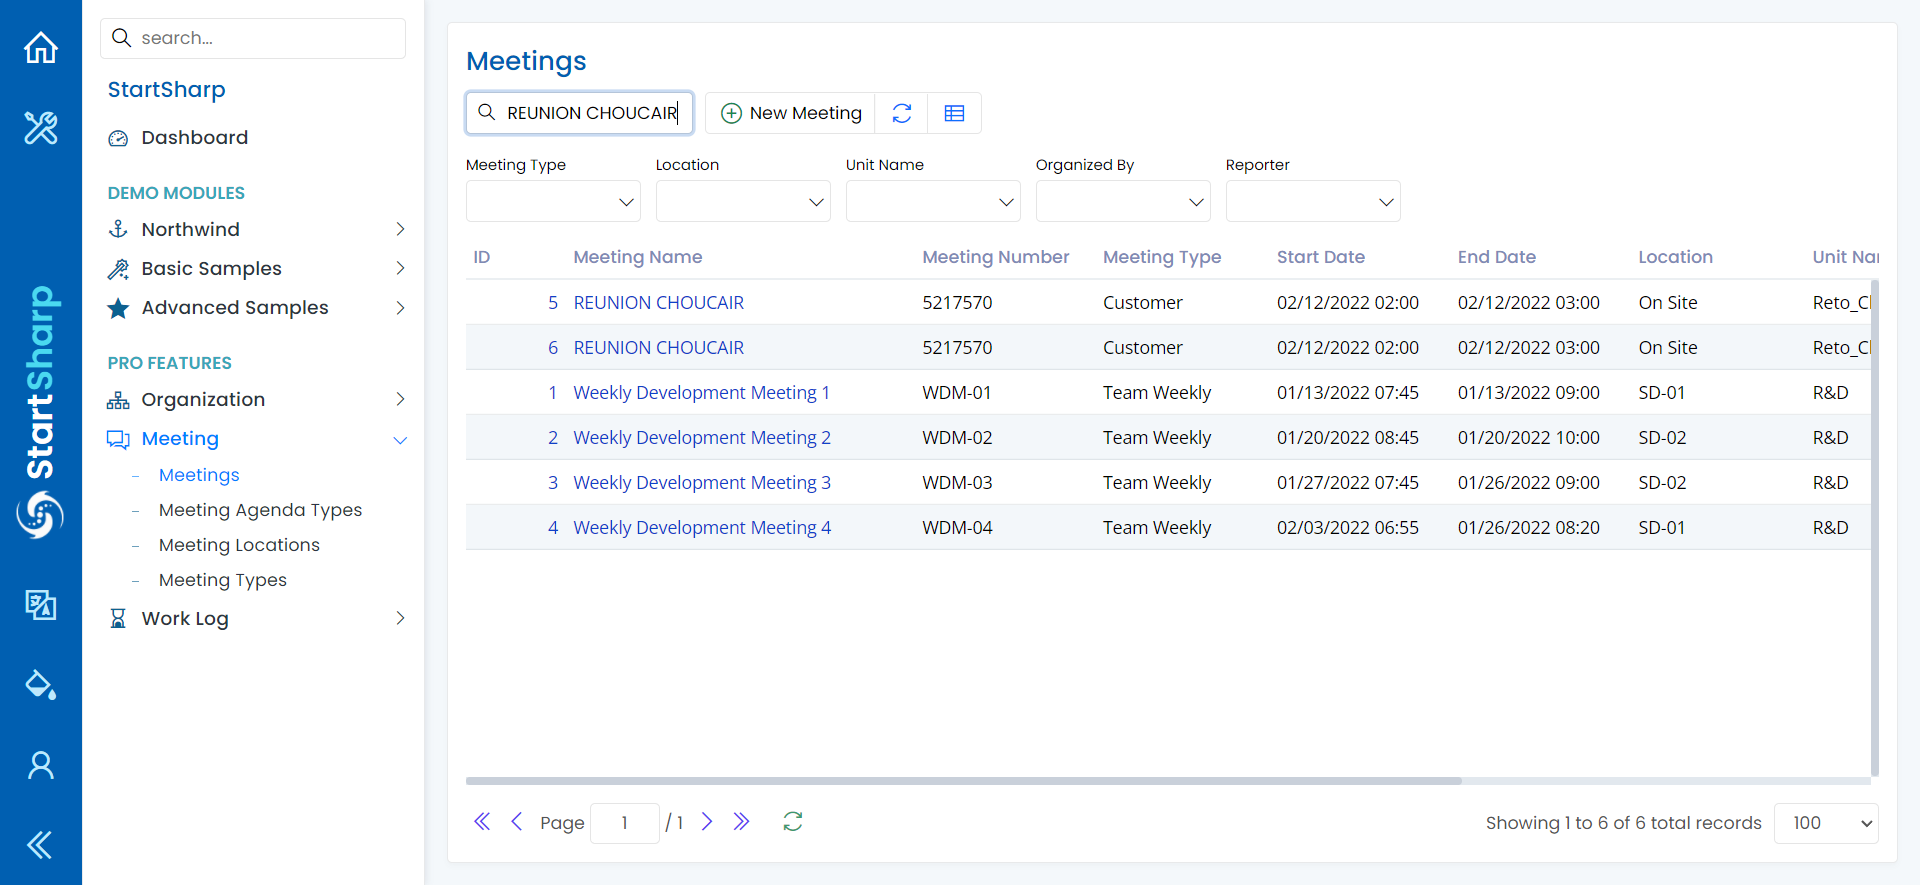 search...
StartSharp
Dashboard
DEMO MODULES
Northwind
Basic Samples
Advanced Samples
PRO FEATURES
Organization
Meeting
Meetings
Meeting Agenda Types
Meeting Locations
Meeting Types
Work Log
StartSharp
Meetings
REUNION CHOUCAIR
New Meeting
Meeting Type Location Unit Name Organized By Reporter
ID Meeting Name Meeting Number Meeting Type Start Date End Date Location Unit Nar
5 REUNION CHOUCAIR 5217570 Customer 02/12/2022 02:00 02/12/2022 03:00 On Site Reto_Cl
6 REUNION CHOUCAIR 5217570 Customer 02/12/2022 02:00 02/12/2022 03:00 On Site Reto_Cl
1 Weekly Development Meeting 1 WDM-01 Team Weekly 01/13/2022 07:45 01/13/2022 09:00 SD-01 R&D
2 Weekly Development Meeting 2 WDM-02 Team Weekly 01/20/2022 08:45 01/20/2022 10:00 SD-02 R&D
3 Weekly Development Meeting 3 WDM-03 Team Weekly 01/27/2022 07:45 01/26/2022 09:00 SD-02 R&D
4 Weekly Development Meeting 4 WDM-04 Team Weekly 02/03/2022 06:55 01/26/2022 08:20 SD-01 R&D
Page 1 / 1
Showing 1 to 6 of 6 total records 100